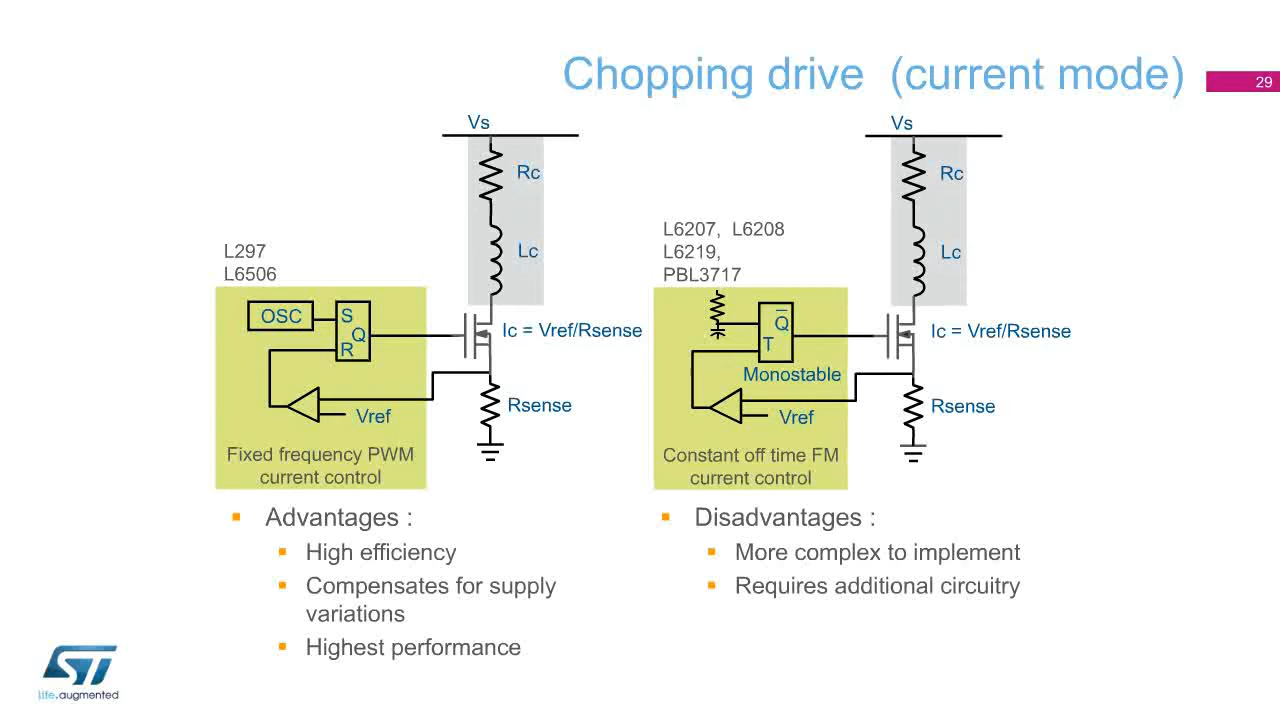 Chopping drive (current mode)
29
Vs
Rc
Lc
L297
L6506
OSC
S
Q
R
Ic = Vref/Rsense
Vref
Rsense
Fixed frequency PWM
current control
Vs
Rc
Lc
L6207, L6208
L6219,
PBL3717
Q̅
T
Monostable
Ic = Vref/Rsense
Vref
Rsense
Constant off time FM
current control
▪ Advantages :
▪ High efficiency
▪ Compensates for supply
variations
▪ Highest performance
▪ Disadvantages :
▪ More complex to implement
▪ Requires additional circuitry
ST
life.augmented